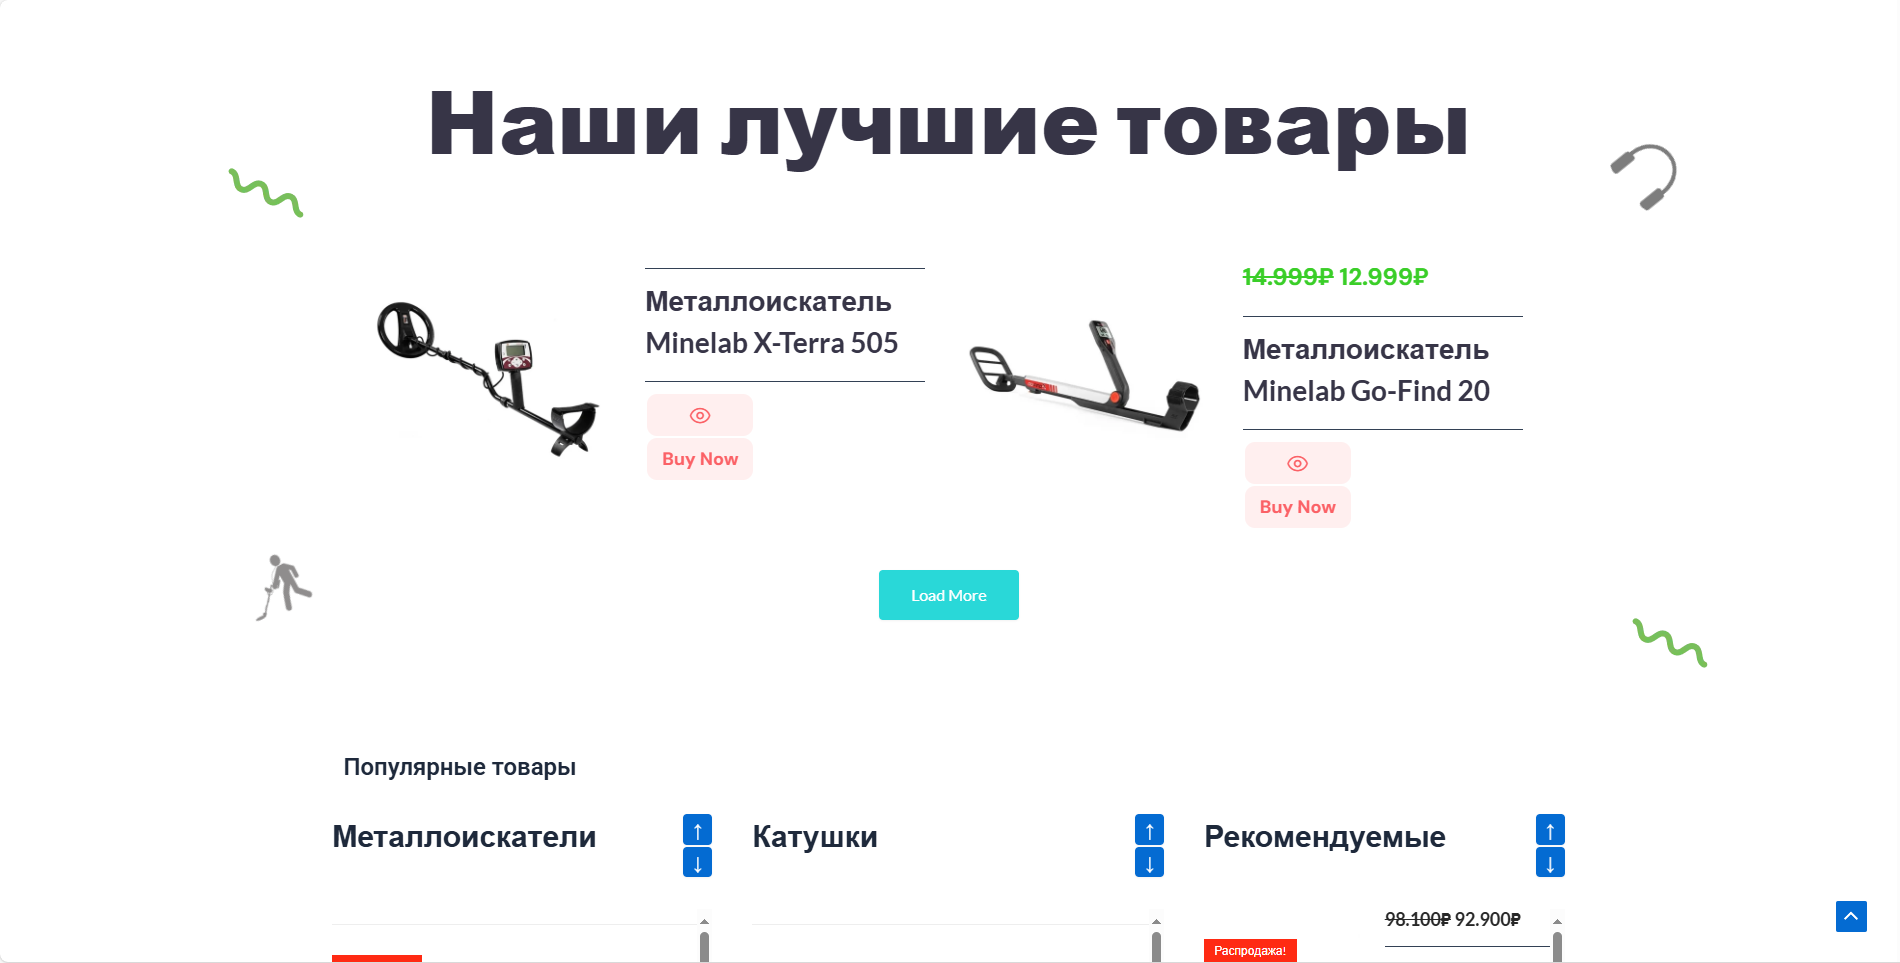 Наши лучшие товары
Металлоискатель
Minelab X-Terra 505
Buy Now
14.999₽ 12.999₽
Металлоискатель
Minelab Go-Find 20
Buy Now
Load More
Популярные товары
Металлоискатели
↑
↓
Катушки
↑
↓
Рекомендуемые
↑
↓
98.100₽ 92.900₽
Распродажа!